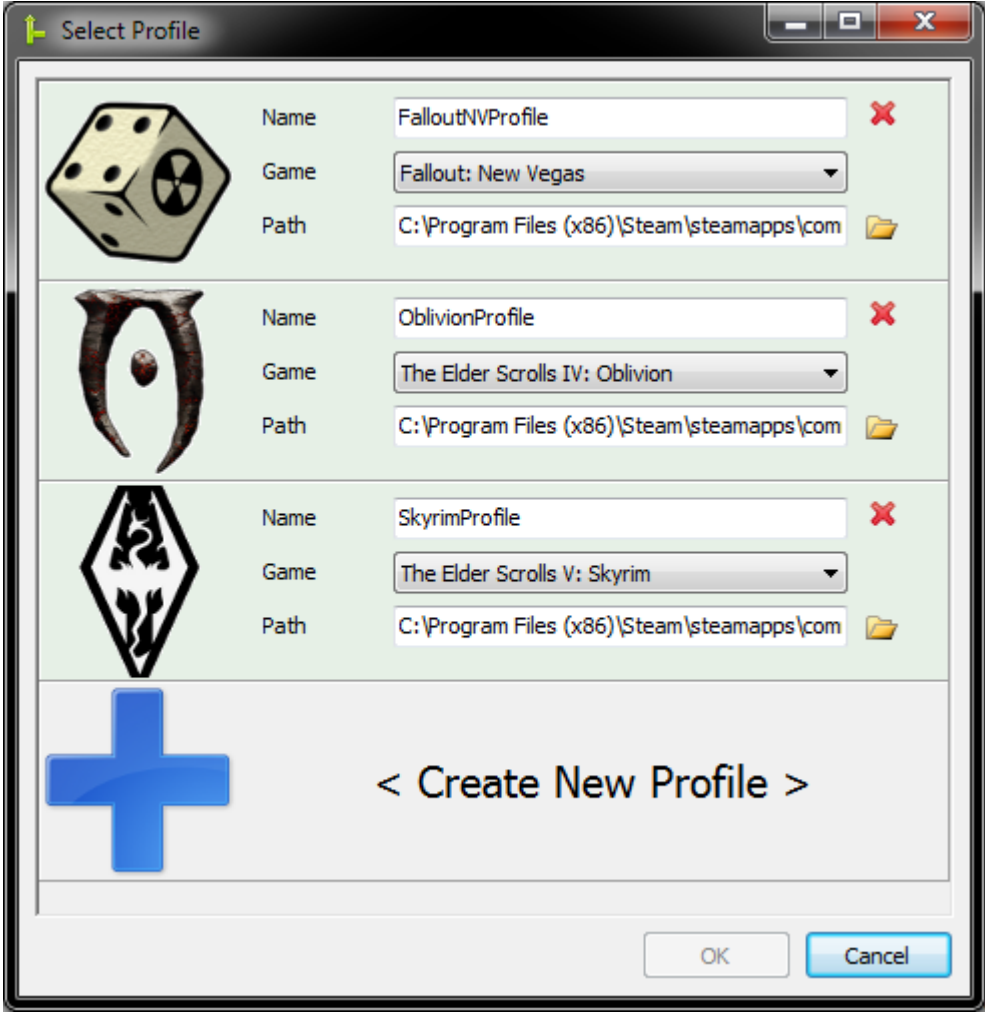 Select Profile
Name FalloutNVProfile
Game Fallout: New Vegas
Path C:\Program Files (x86)\Steam\steamapps\com
Name OblivionProfile
Game The Elder Scrolls IV: Oblivion
Path C:\Program Files (x86)\Steam\steamapps\com
Name SkyrimProfile
Game The Elder Scrolls V: Skyrim
Path C:\Program Files (x86)\Steam\steamapps\com
< Create New Profile >
OK Cancel